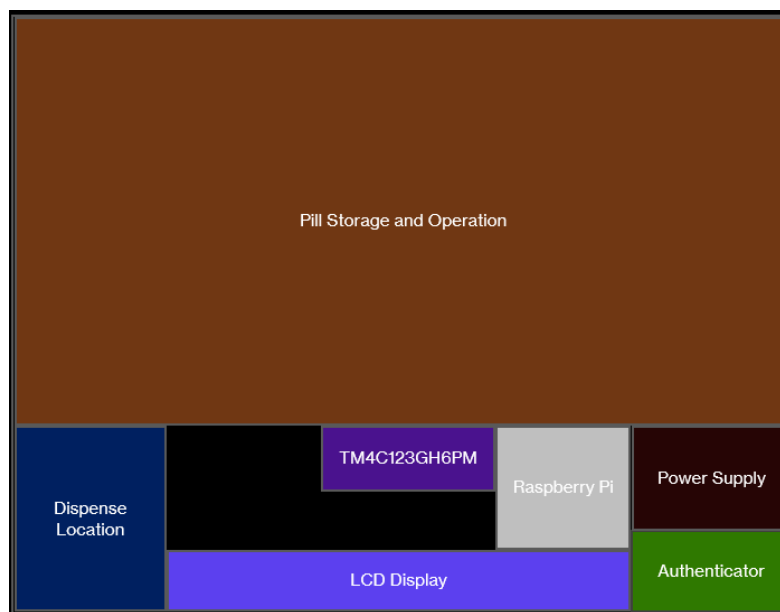 Pill Storage and Operation
TM4C123GH6PM
Raspberry Pi
Power Supply
Dispense
Location
LCD Display
Authenticator